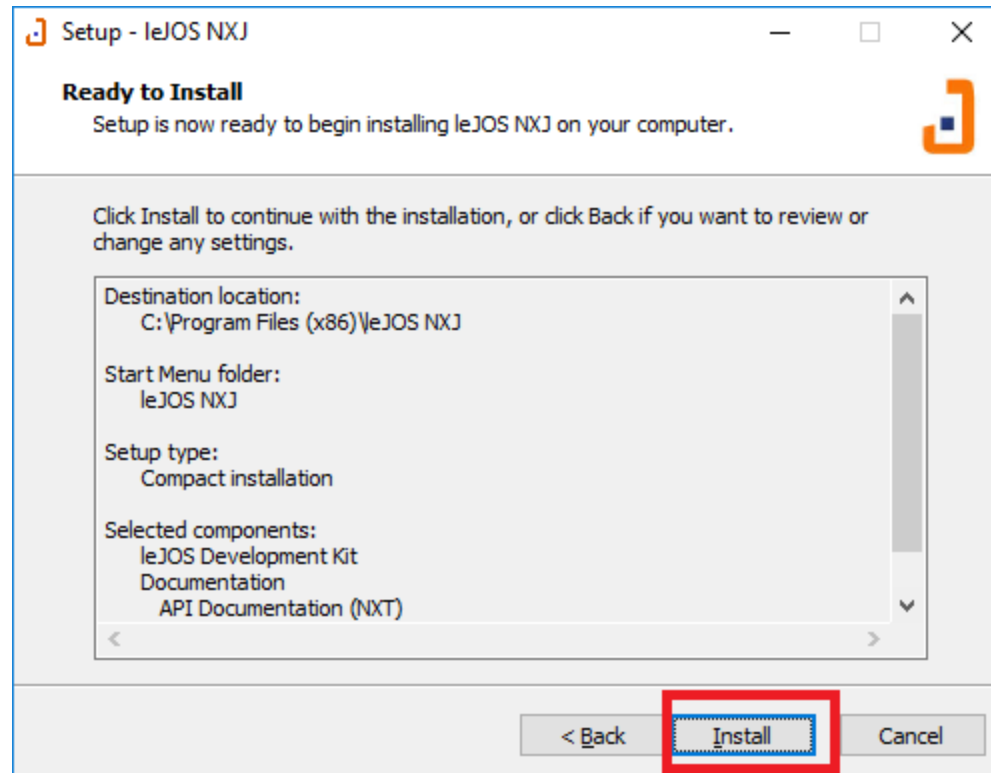 Setup - leJOS NXJ
Ready to Install
Setup is now ready to begin installing leJOS NXJ on your computer.
Click Install to continue with the installation, or click Back if you want to review or
change any settings.
Destination location:
C:\Program Files (x86)\leJOS NXJ
Start Menu folder:
leJOS NXJ
Setup type:
Compact installation
Selected components:
leJOS Development Kit
Documentation
API Documentation (NXT)
< Back
Install
Cancel